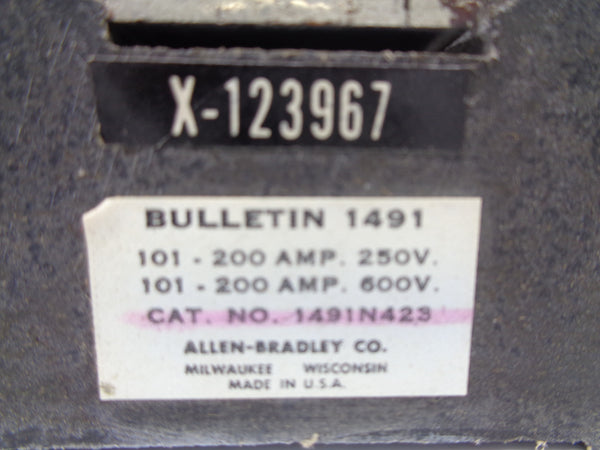 X-123967
BULLETIN 1491
101 - 200 AMP. 250V.
101 - 200 AMP. 600V.
CAT. NO. 1491N423
ALLEN-BRADLEY CO.
MILWAUKEE WISCONSIN
MADE IN U.S.A.